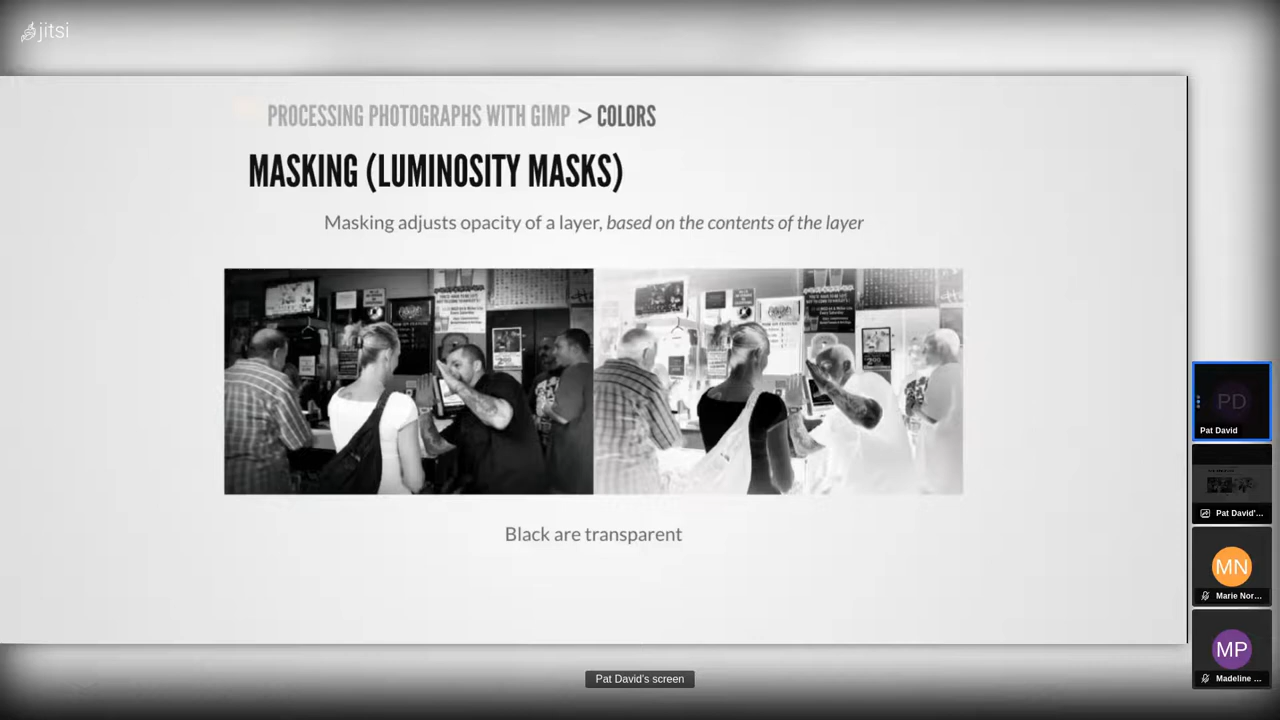 jitsi
PROCESSING PHOTOGRAPHS WITH GIMP > COLORS
MASKING (LUMINOSITY MASKS)
Masking adjusts opacity of a layer, based on the contents of the layer
Black are transparent
PD
Pat David
Pat David'...
MN
Marie Nor...
MP
Madeline ...
Pat David's screen